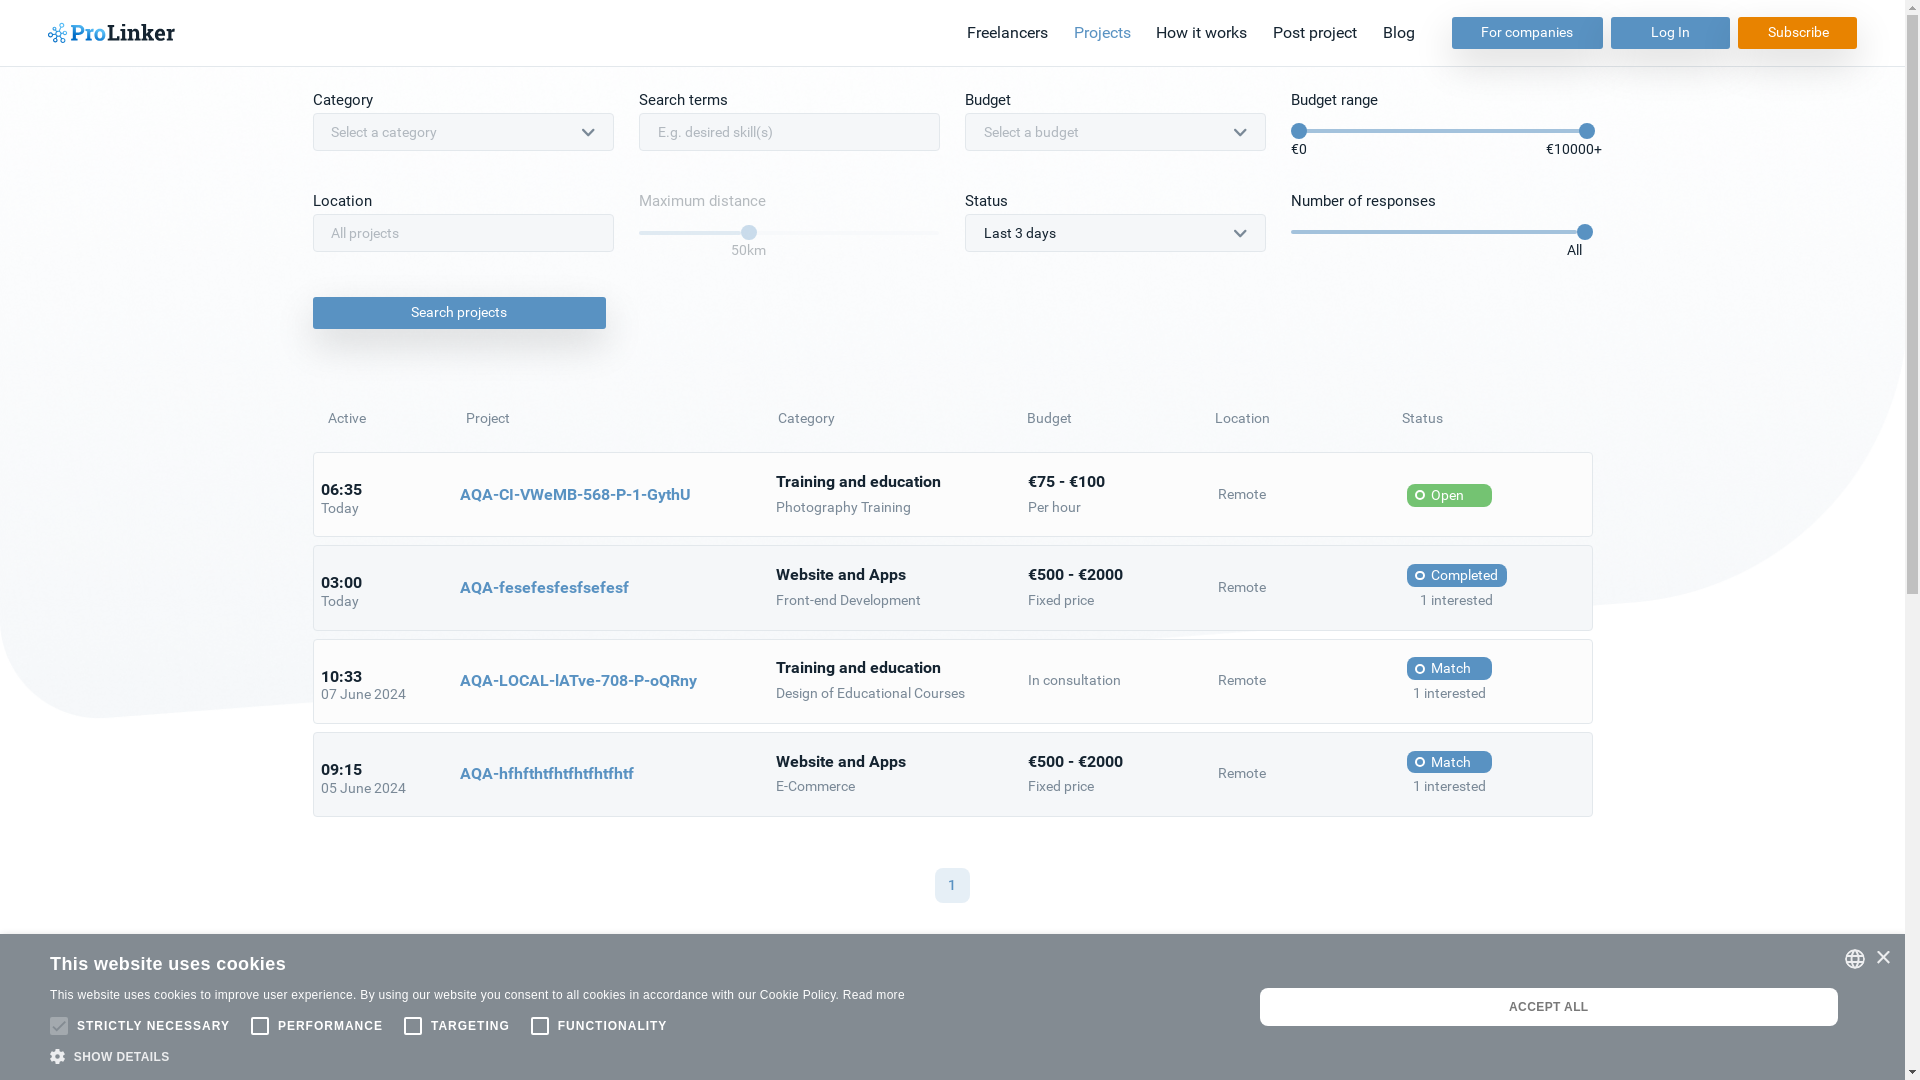 ProLinker
Freelancers Projects How it works Post project Blog For companies Log In Subscribe
Category Search terms Budget Budget range
Select a category E.g. desired skill(s) Select a budget
€0 €10000+
Location Maximum distance Status Number of responses
All projects Last 3 days
50km All
Search projects
Active Project Category Budget Location Status
06:35 Today AQA-CI-VWeMB-568-P-1-GythU Training and education Photography Training €75 - €100 Per hour Remote Open
03:00 Today AQA-fesefesfesfsefesf Website and Apps Front-end Development €500 - €2000 Fixed price Remote Completed 1 interested
10:33 07 June 2024 AQA-LOCAL-lATve-708-P-oQRny Training and education Design of Educational Courses In consultation Remote Match 1 interested
09:15 05 June 2024 AQA-hfhfthtfhtfhtfhtfhtf Website and Apps E-Commerce €500 - €2000 Fixed price Remote Match 1 interested
1
This website uses cookies
This website uses cookies to improve user experience. By using our website you consent to all cookies in accordance with our Cookie Policy. Read more
STRICTLY NECESSARY PERFORMANCE TARGETING FUNCTIONALITY
SHOW DETAILS
ACCEPT ALL
×